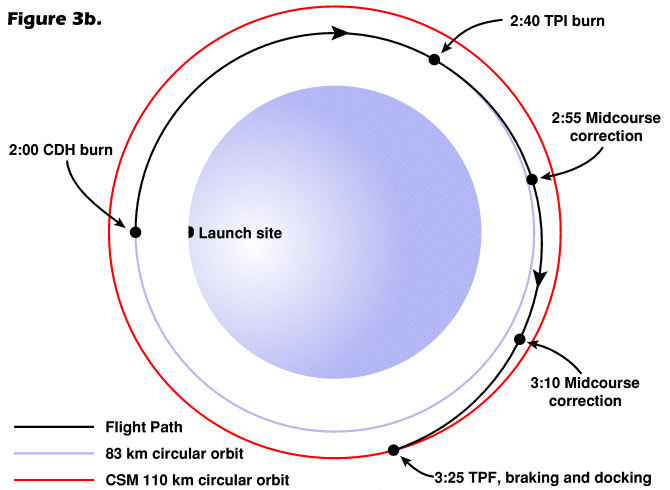 Figure 3b.
2:40 TPI burn
2:55 Midcourse
correction
2:00 CDH burn
Launch site
3:10 Midcourse
correction
Flight Path
83 km circular orbit
CSM 110 km circular orbit
3:25 TPF, braking and docking